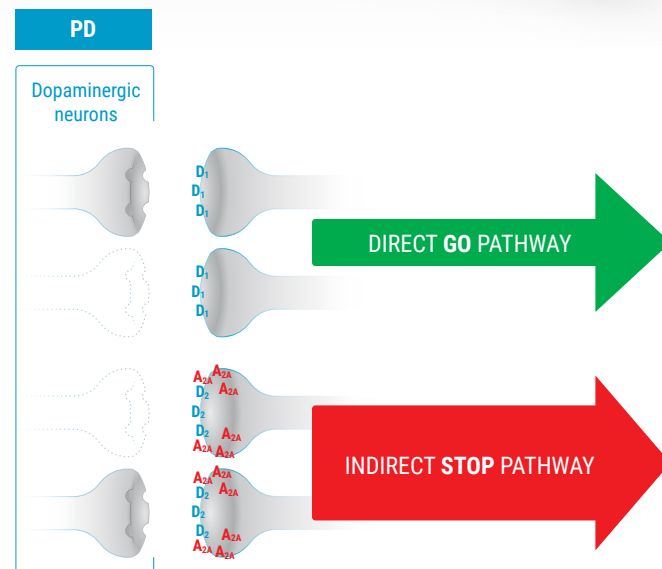 PD
Dopaminergic
neurons
D₁
D₁
D₁
DIRECT GO PATHWAY
D₁
D₁
D₁
A₂A A₂A
D₂ A₂A
D₂
D₂ A₂A
A₂A A₂A
INDIRECT STOP PATHWAY
A₂A A₂A
D₂ A₂A
D₂
D₂ A₂A
A₂A A₂A